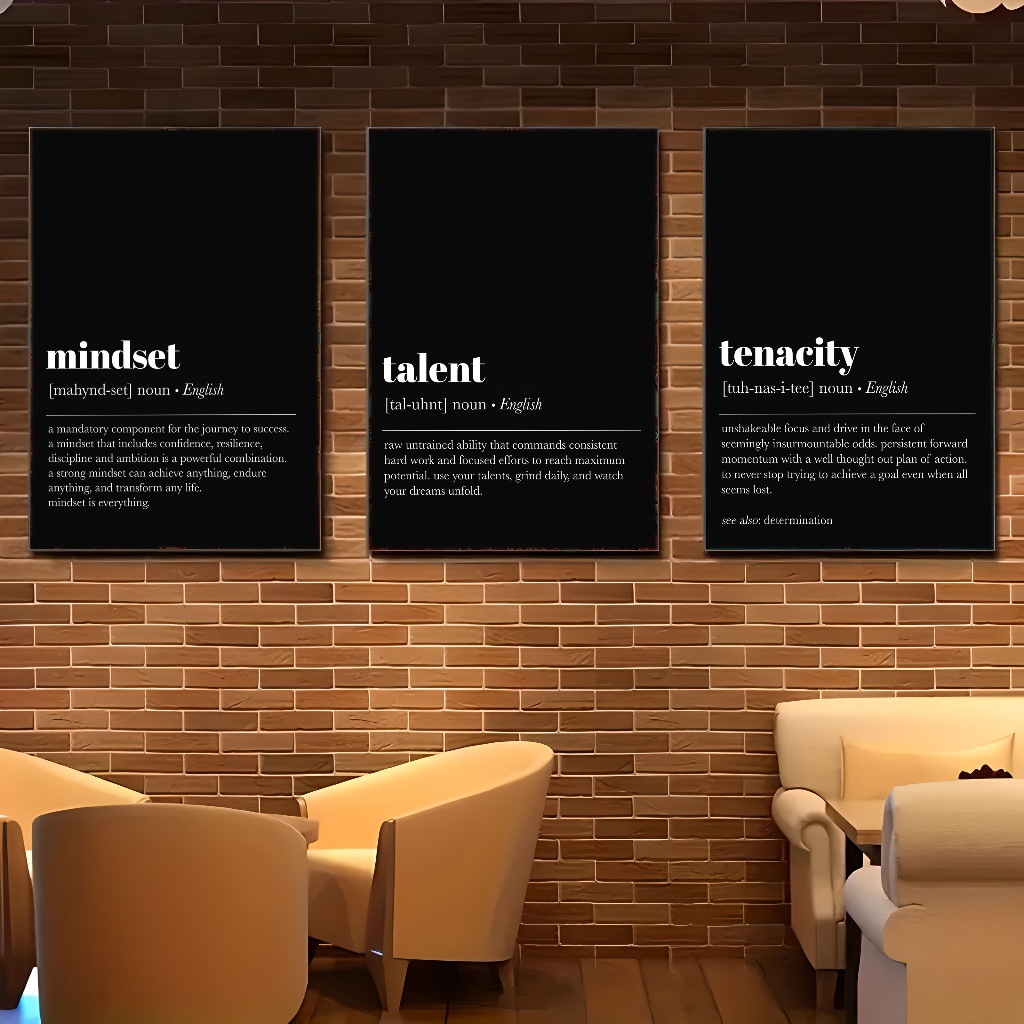 mindset
[mahynd-set] noun • English
a mandatory component for the journey to success.
a mindset that includes confidence, resilience,
discipline and ambition is a powerful combination.
a strong mindset can achieve anything, endure
anything, and transform any life.
mindset is everything.
talent
[tal-uhnt] noun • English
raw untrained ability that commands consistent
hard work and focused efforts to reach maximum
potential. use your talents, grind daily, and watch
your dreams unfold.
tenacity
[tuh-nas-i-tee] noun • English
unshakeable focus and drive in the face of
seemingly insurmountable odds. persistent forward
momentum with a well thought out plan of action.
to never stop trying to achieve a goal even when all
seems lost.
see also: determination